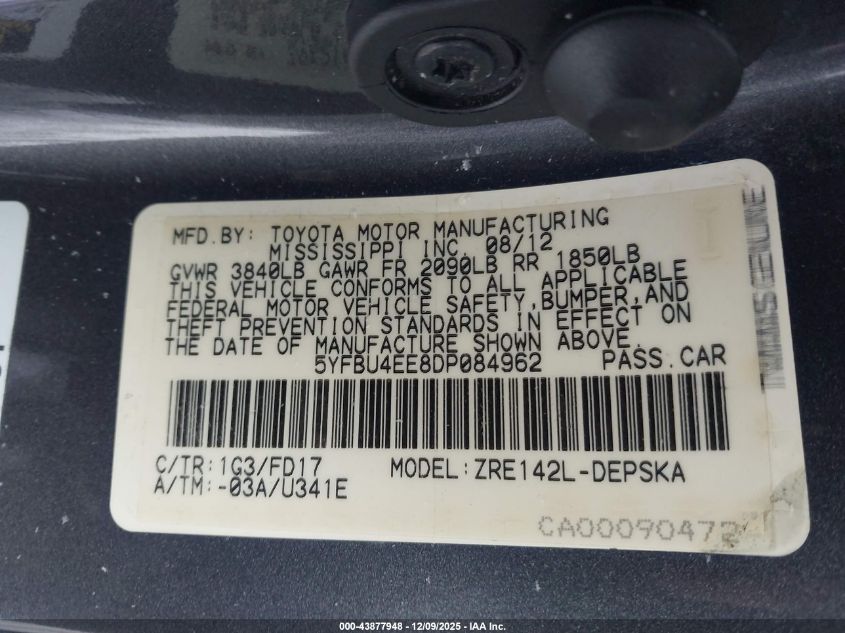 MFD.BY: TOYOTA MOTOR MANUFACTURING
MISSISSIPPI INC. 08/12
GVWR 3840LB GAWR FR 2090LB RR 1850LB
THIS VEHICLE CONFORMS TO ALL APPLICABLE
FEDERAL MOTOR VEHICLE SAFETY,BUMPER,AND
THEFT PREVENTION STANDARDS IN EFFECT ON
THE DATE OF MANUFACTURE SHOWN ABOVE.
5YFBU4EE8DP084962 PASS.CAR
C/TR:1G3/FD17 MODEL:ZRE142L-DEPSKA
A/TM:-03A/U341E
CA00090472
000-43877948 - 12/09/2025 - IAA Inc.